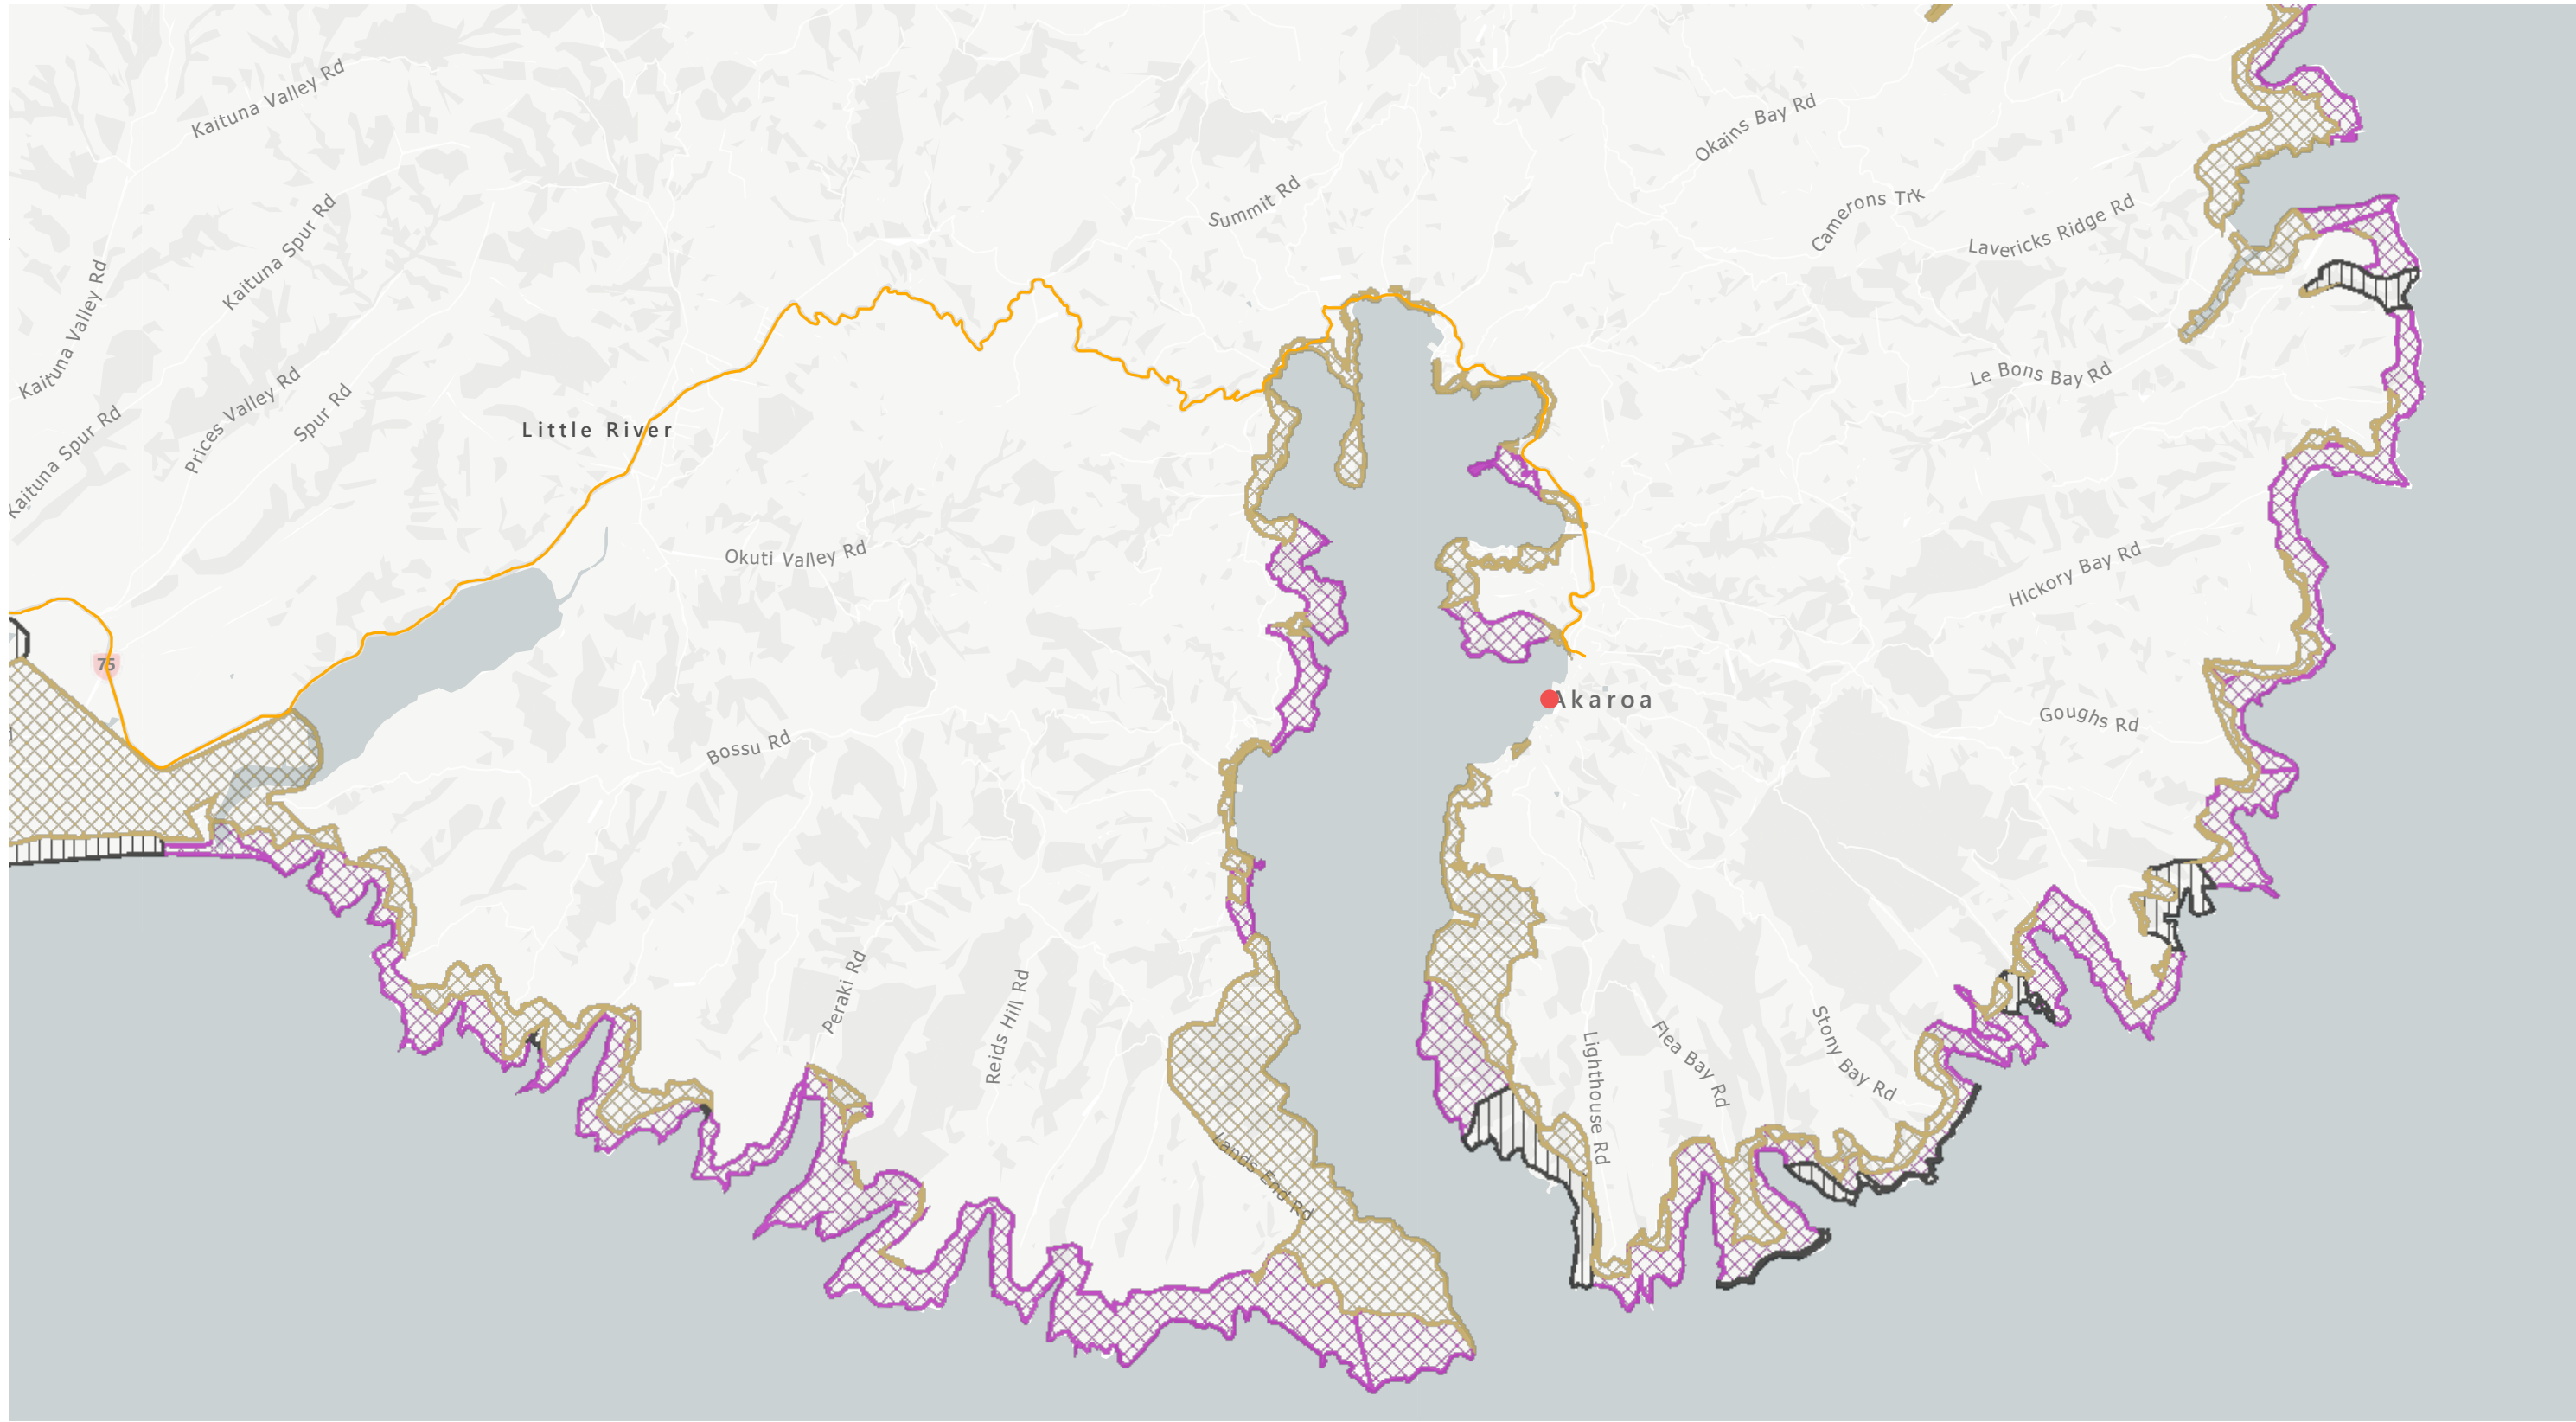 Kaituna Valley Rd
Okains Bay Rd
Summit Rd
Camerons Trk
Kaituna Spur Rd
Lavericks Ridge Rd
Kaituna Valley Rd
Le Bons Bay Rd
Prices Valley Rd
Spur Rd
Kaituna Spur Rd
Little River
Okuti Valley Rd
Hickory Bay Rd
75
Akaroa
Goughs Rd
Bossu Rd
Peraki Rd
Reids Hill Rd
Lighthouse Rd
Flea Bay Rd
Stony Bay Rd
Lands End Rd